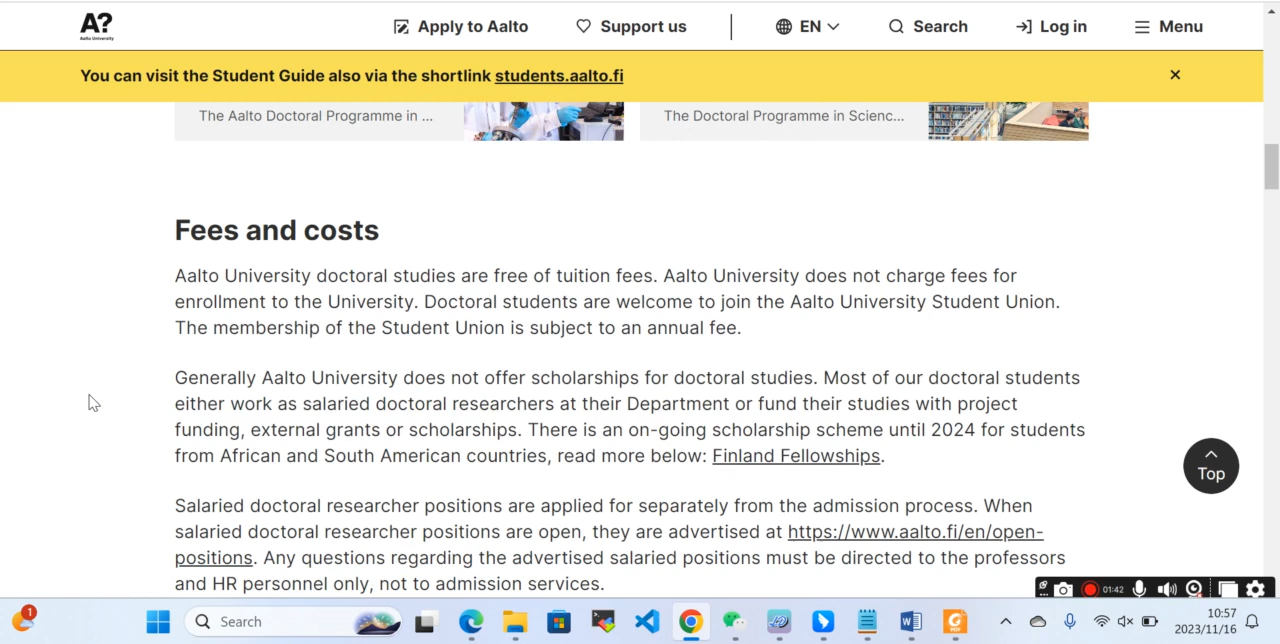 A?
Aalto University
Apply to Aalto
Support us
EN
Search
Log in
Menu
You can visit the Student Guide also via the shortlink students.aalto.fi
The Aalto Doctoral Programme in ...
The Doctoral Programme in Scienc...
Fees and costs
Aalto University doctoral studies are free of tuition fees. Aalto University does not charge fees for
enrollment to the University. Doctoral students are welcome to join the Aalto University Student Union.
The membership of the Student Union is subject to an annual fee.
Generally Aalto University does not offer scholarships for doctoral studies. Most of our doctoral students
either work as salaried doctoral researchers at their Department or fund their studies with project
funding, external grants or scholarships. There is an on-going scholarship scheme until 2024 for students
from African and South American countries, read more below: Finland Fellowships.
Top
Salaried doctoral researcher positions are applied for separately from the admission process. When
salaried doctoral researcher positions are open, they are advertised at https://www.aalto.fi/en/open-
positions. Any questions regarding the advertised salaried positions must be directed to the professors
and HR personnel only, not to admission services.
01:42
1
Search
10:57
2023/11/16